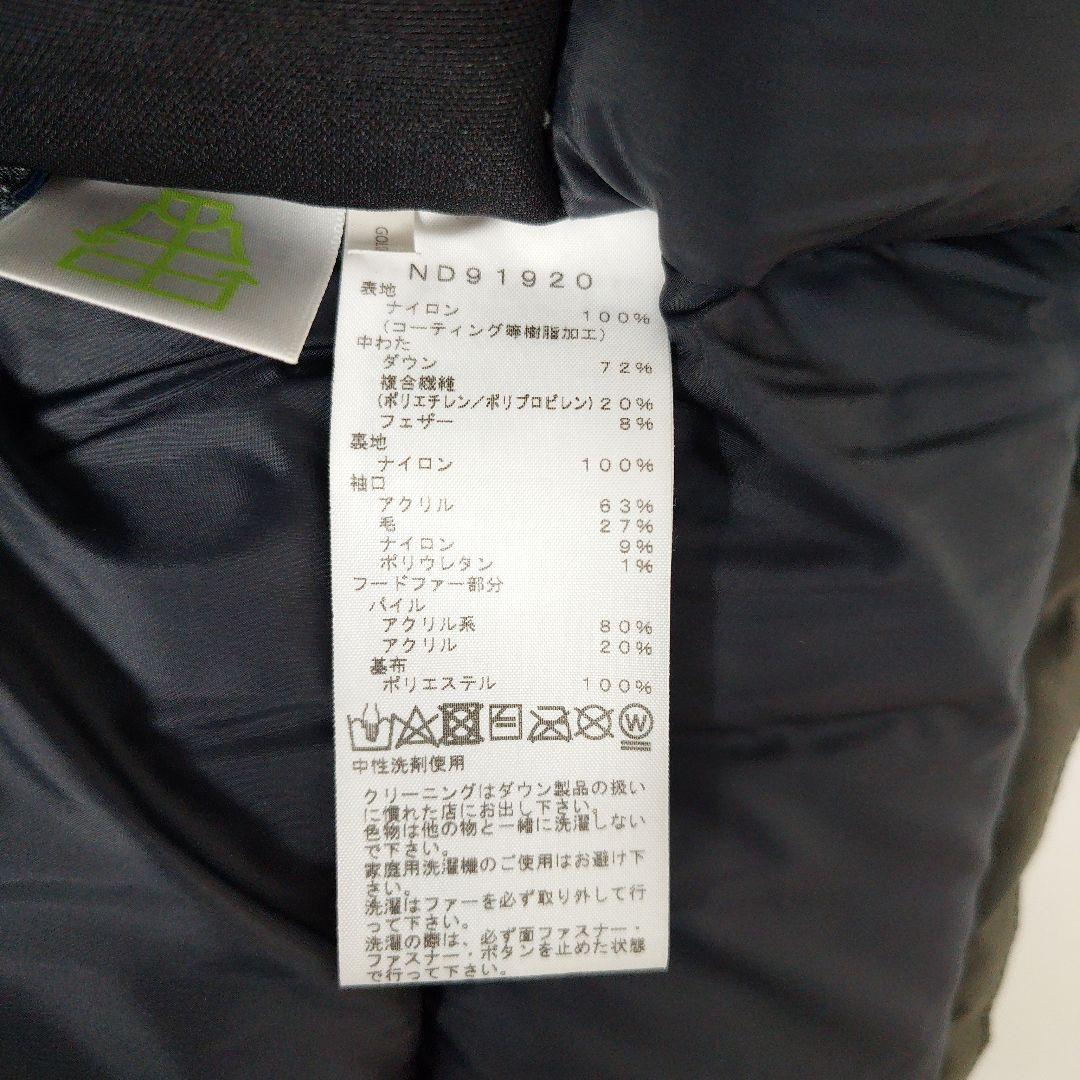 GOL
ND91920
表地
ナイロン 100%
(コーティング等樹脂加工)
中わた
ダウン 72%
複合繊維
(ポリエチレン/ポリプロピレン) 20%
フェザー 8%
裏地
ナイロン 100%
袖口
アクリル 63%
毛 27%
ナイロン 9%
ポリウレタン 1%
フードファー部分
パイル
アクリル系 80%
アクリル 20%
基布
ポリエステル 100%
W
中性洗剤使用
クリーニングはダウン製品の扱い
に慣れた店にお出し下さい。
色物は他の物と一緒に洗濯しない
で下さい。
家庭用洗濯機のご使用はお避け下
さい。
洗濯はファーを必ず取り外して行
って下さい。
洗濯の際は、必ず面ファスナー・
ファスナー・ボタンを止めた状態
で行って下さい。